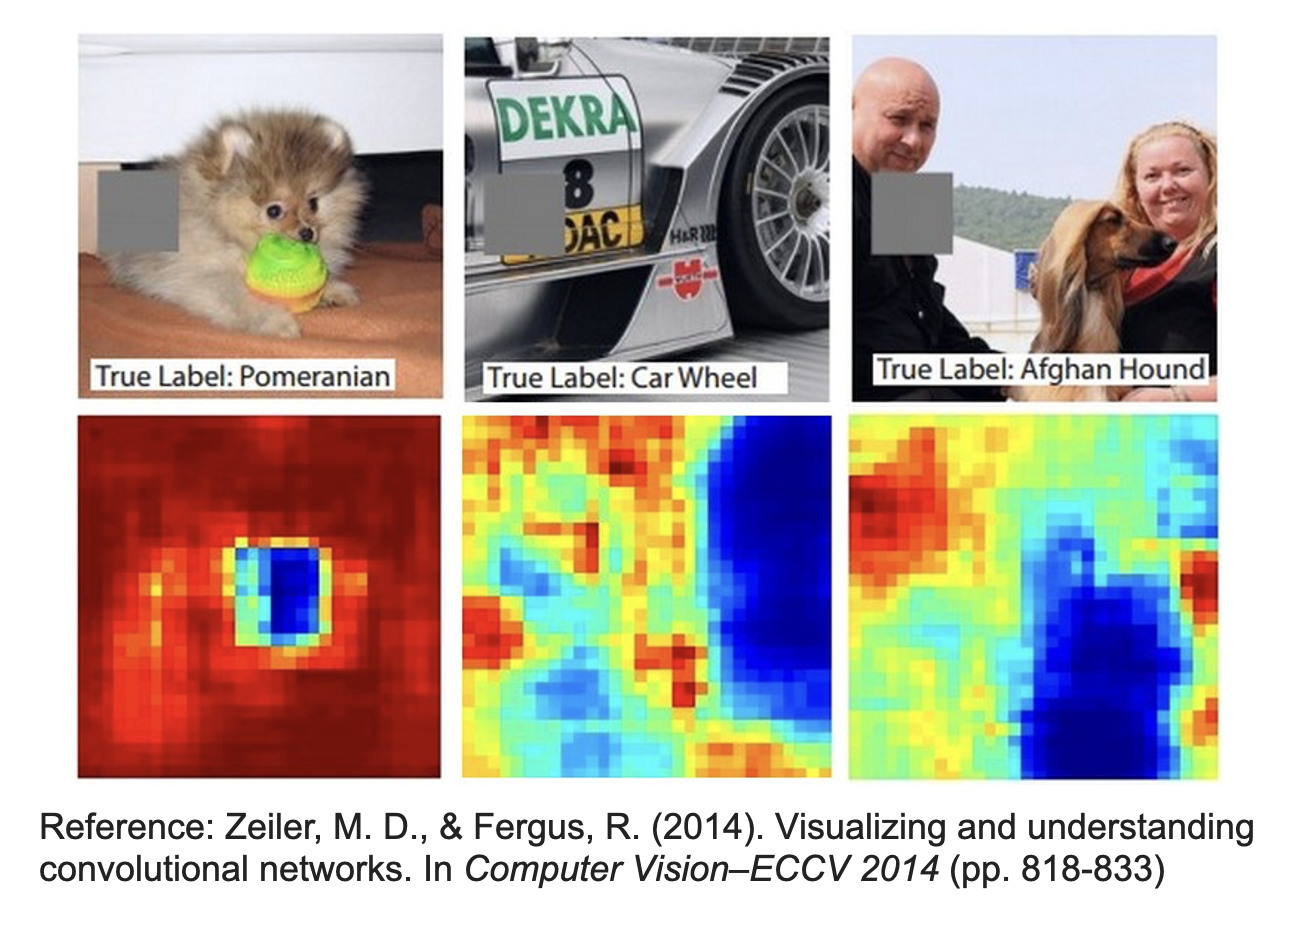 DEKRA
8
DAC
H&R
True Label: Pomeranian
True Label: Car Wheel
True Label: Afghan Hound
Reference: Zeiler, M. D., & Fergus, R. (2014). Visualizing and understanding
convolutional networks. In Computer Vision–ECCV 2014 (pp. 818-833)